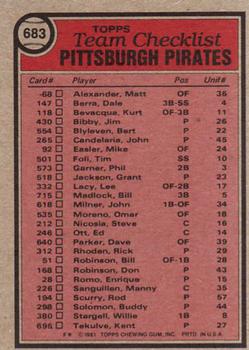 683
TOPPS
Team Checklist
PITTSBURGH PIRATES
Card# Player Pos Unit#
68 Alexander, Matt OF 36
147 Berra, Dale 3B-SS 4
118 Bevacqua, Kurt OF-3B 11
430 Bibby, Jim P 26
554 Blyleven, Bert P 22
265 Candelaria, John P 45
92 Easler, Mike OF 24
501 Foli, Tim SS 10
573 Garner, Phil 2B 3
518 Jackson, Grant P 23
332 Lacy, Lee OF-2B 17
715 Madlock, Bill 3B 5
618 Milner, John 1B-OF 34
535 Moreno, Omar OF 18
212 Nicosia, Steve C 16
246 Ott, Ed C 14
640 Parker, Dave OF 39
312 Rhoden, Rick P 29
51 Robinson, Bill OF-1B 28
168 Robinson, Don P 43
28 Romo, Enrique P 15
226 Sanguillen, Manny C 35
194 Scurry, Rod P 57
298 Solomon, Buddy P 44
380 Stargell, Willie 1B 8
696 Tekulve, Kent P 27
F* © 1981 TOPPS CHEWING GUM, INC. PRTD. IN U.S.A.